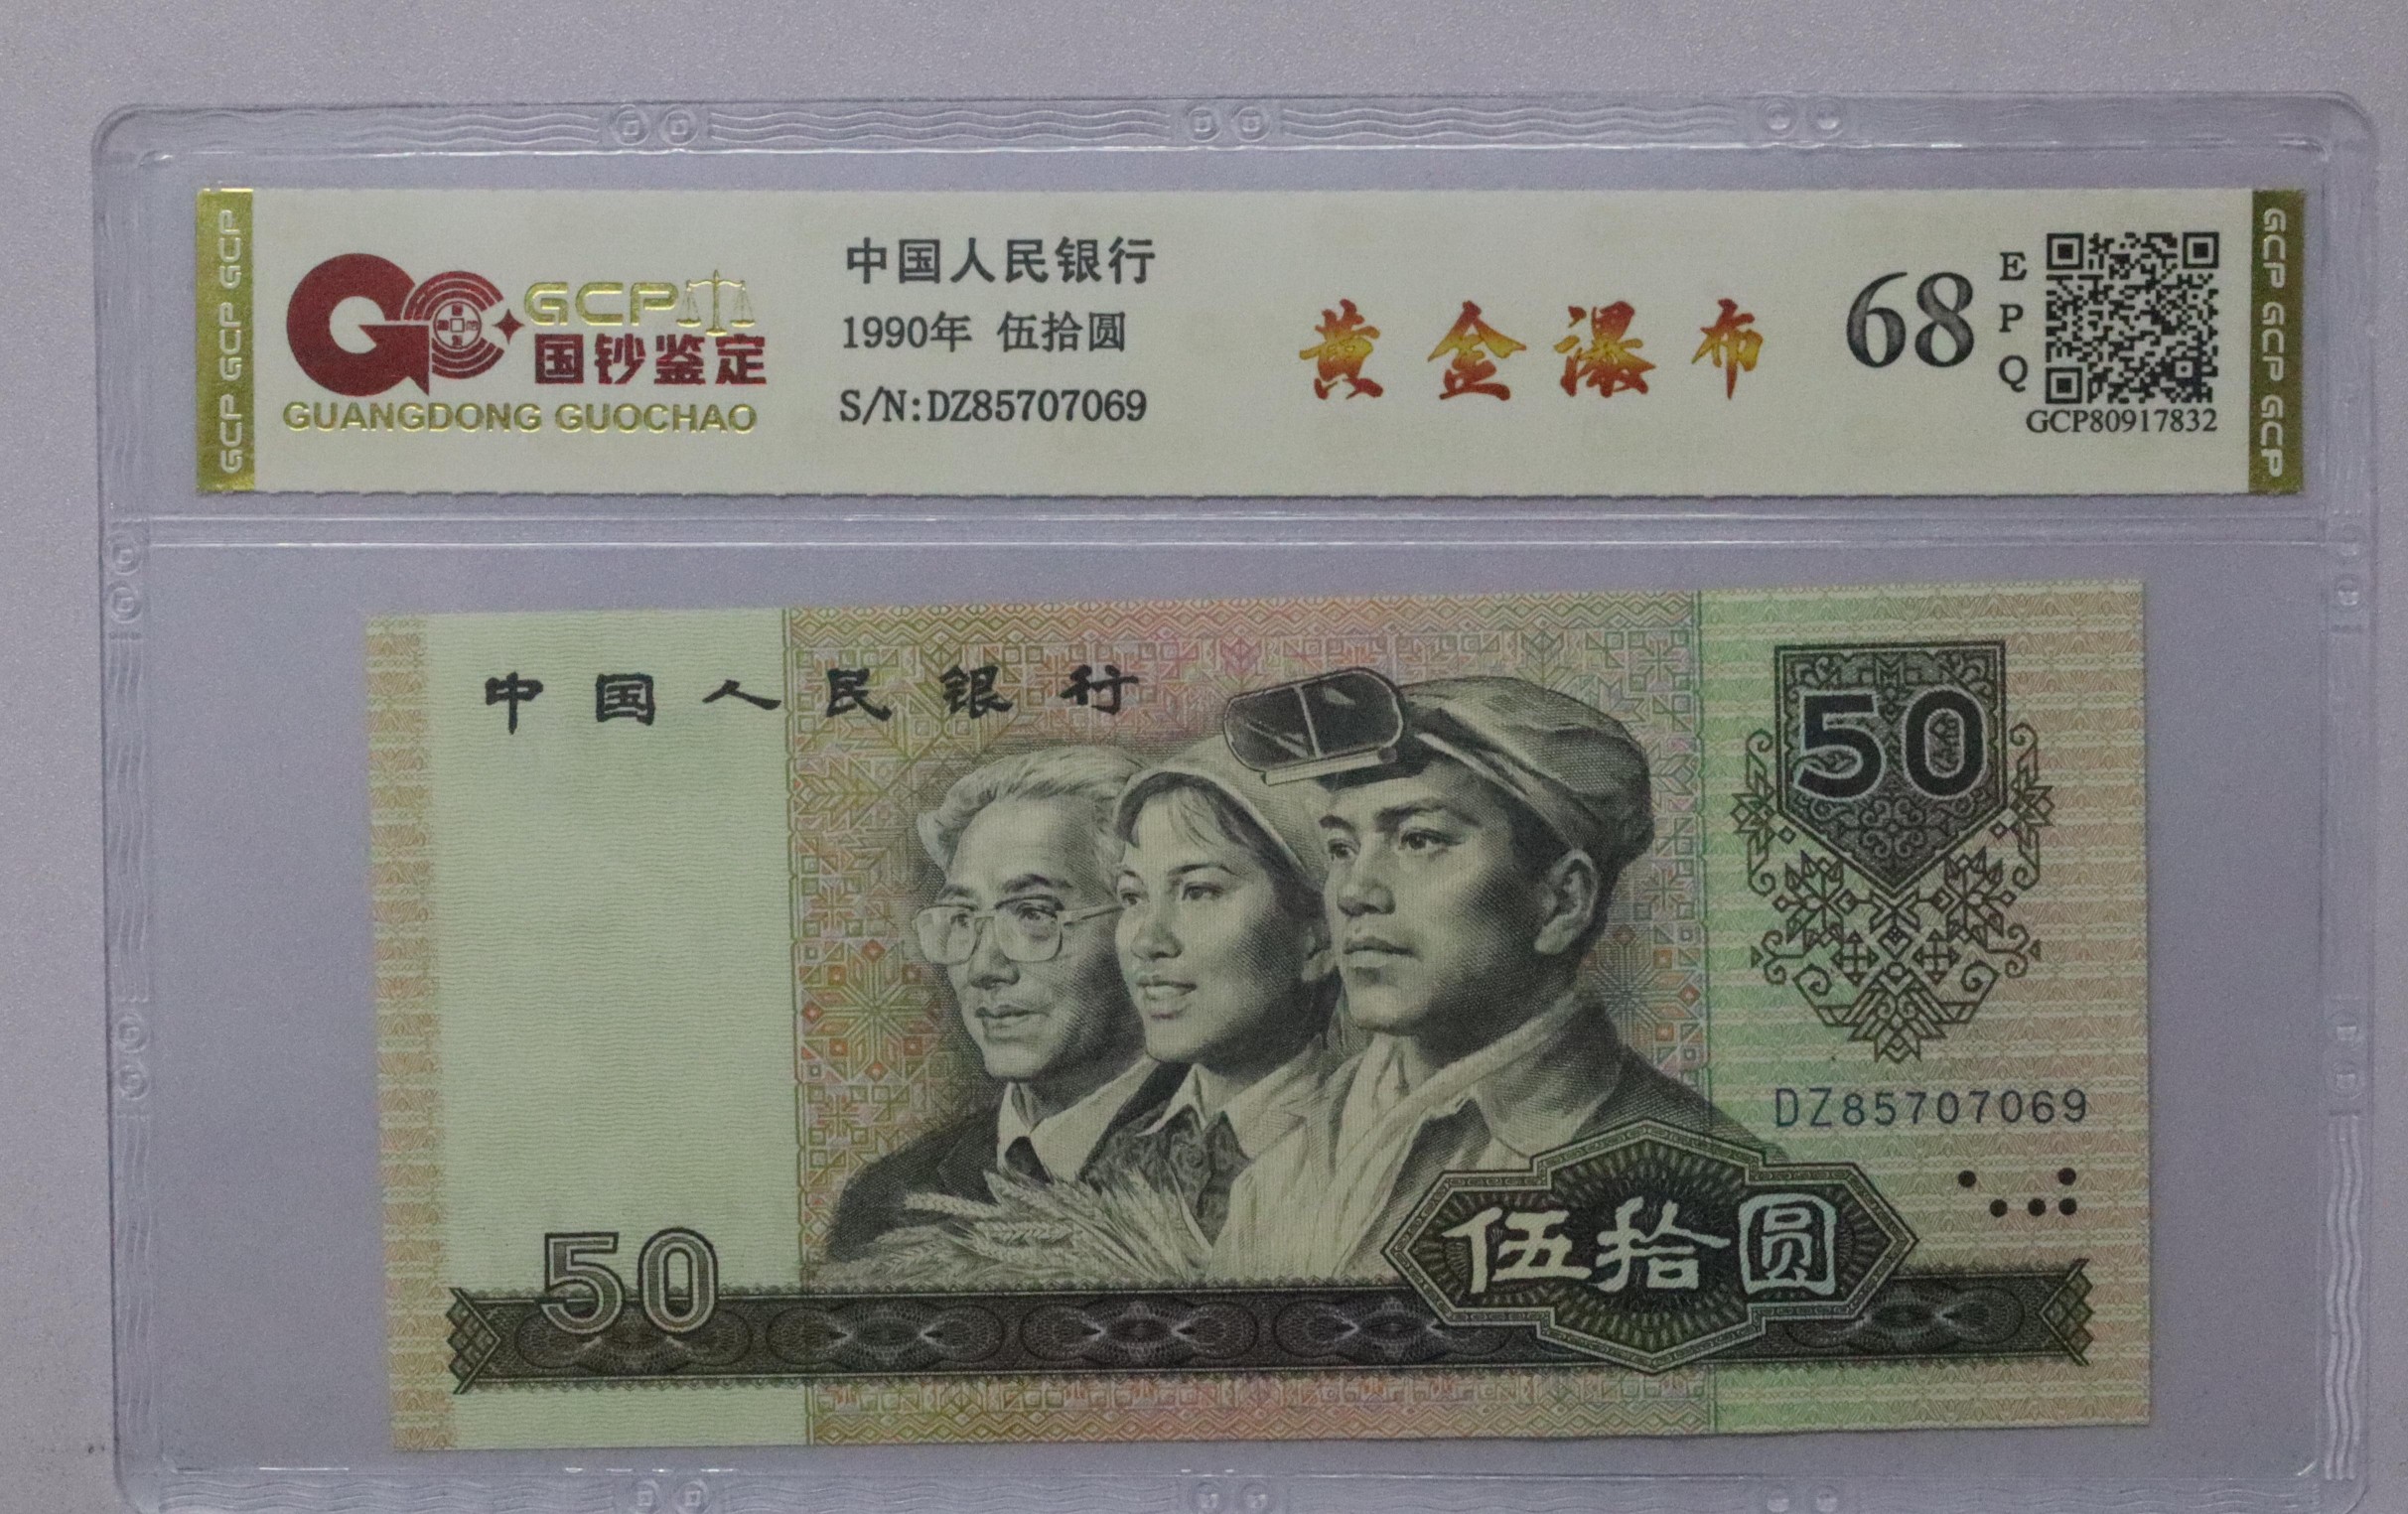 GCP GCP GCP
GCP
国钞鉴定
GUANGDONG GUOCHAO
中国人民银行
1990年 伍拾圆
S/N:DZ85707069
黄金瀑布
68
EPQ
GCP80917832
GCP GCP GCP
中国人民银行
50
DZ85707069
50
伍拾圆